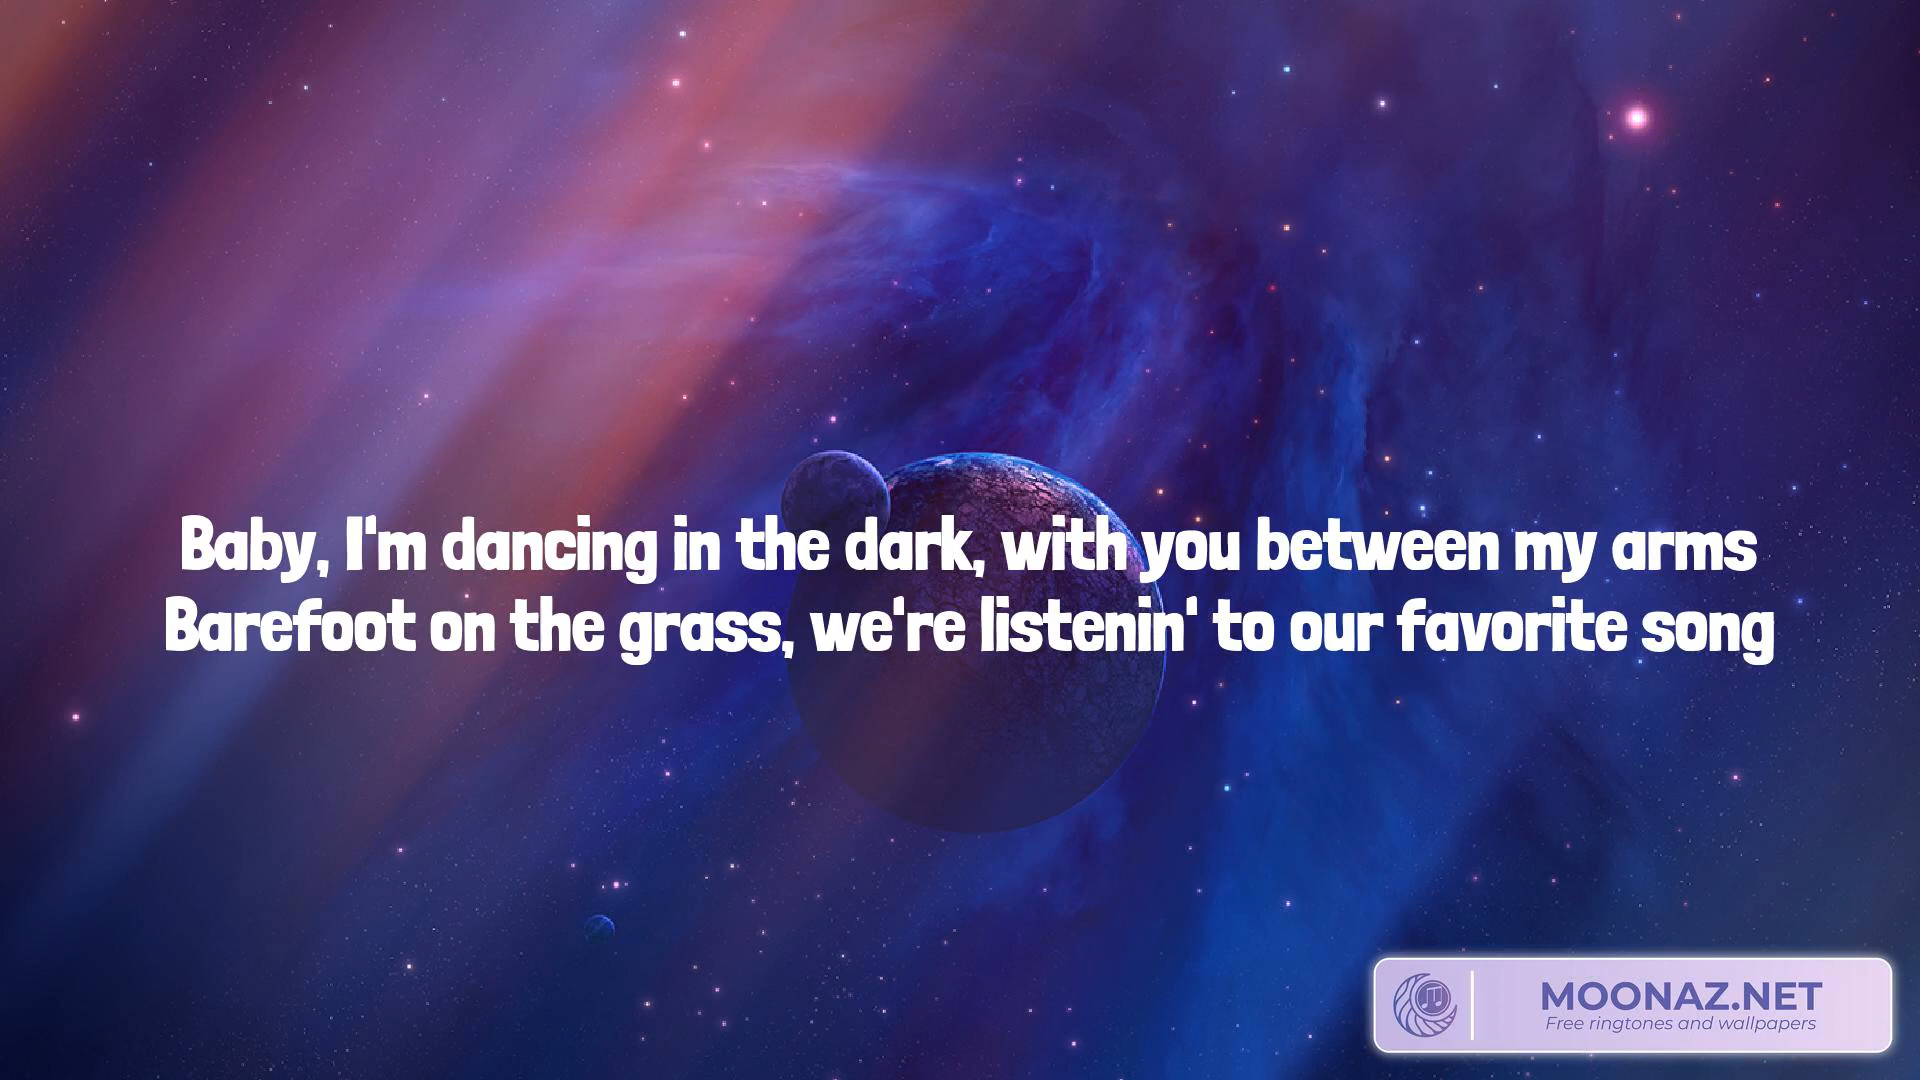 Baby, I'm dancing in the dark, with you between my arms
Barefoot on the grass, we're listenin' to our favorite song
MOONAZ.NET
Free ringtones and wallpapers